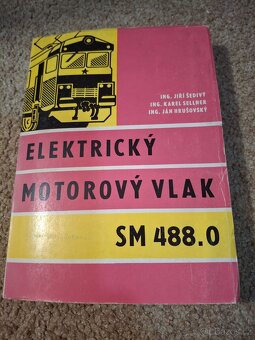 ING. JIŘÍ ŠEDIVÝ
ING. KAREL SELLNER
ING. JÁN HRUŠOVSKÝ
ELEKTRICKÝ
MOTOROVÝ VLAK
SM 488.0